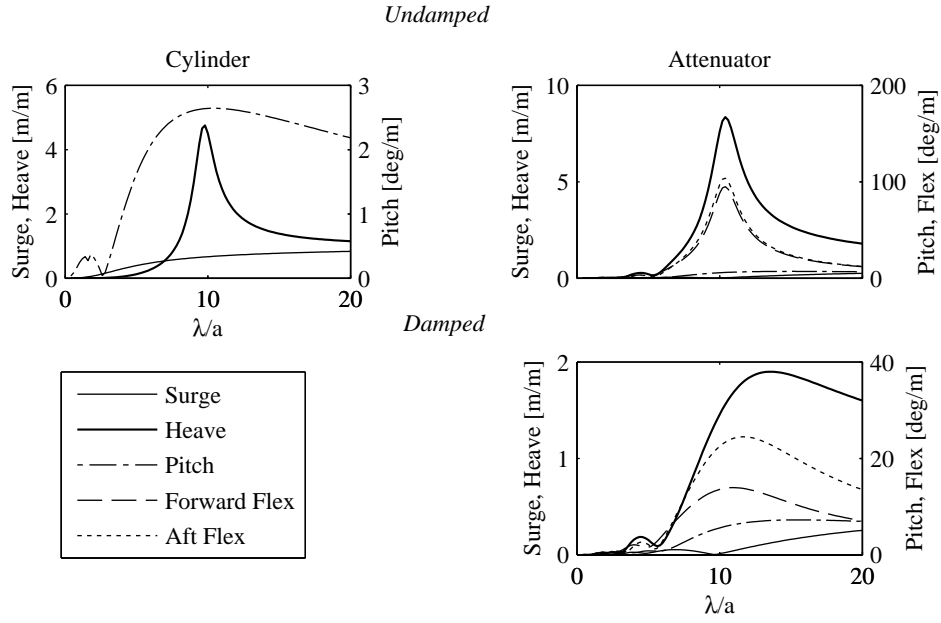 Undamped
Cylinder
6
4
2
0
Surge, Heave [m/m]
3
2
1
0
Pitch [deg/m]
0
10
20
λ/a
Attenuator
10
5
0
Surge, Heave [m/m]
200
100
0
Pitch, Flex [deg/m]
Damped
Surge
Heave
Pitch
Forward Flex
Aft Flex
2
1
0
Surge, Heave [m/m]
40
20
0
Pitch, Flex [deg/m]
0
10
20
λ/a